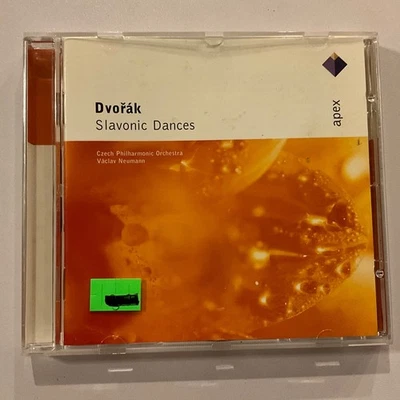 Dvořák
Slavonic Dances
Czech Philharmonic Orchestra
Václav Neumann
apex